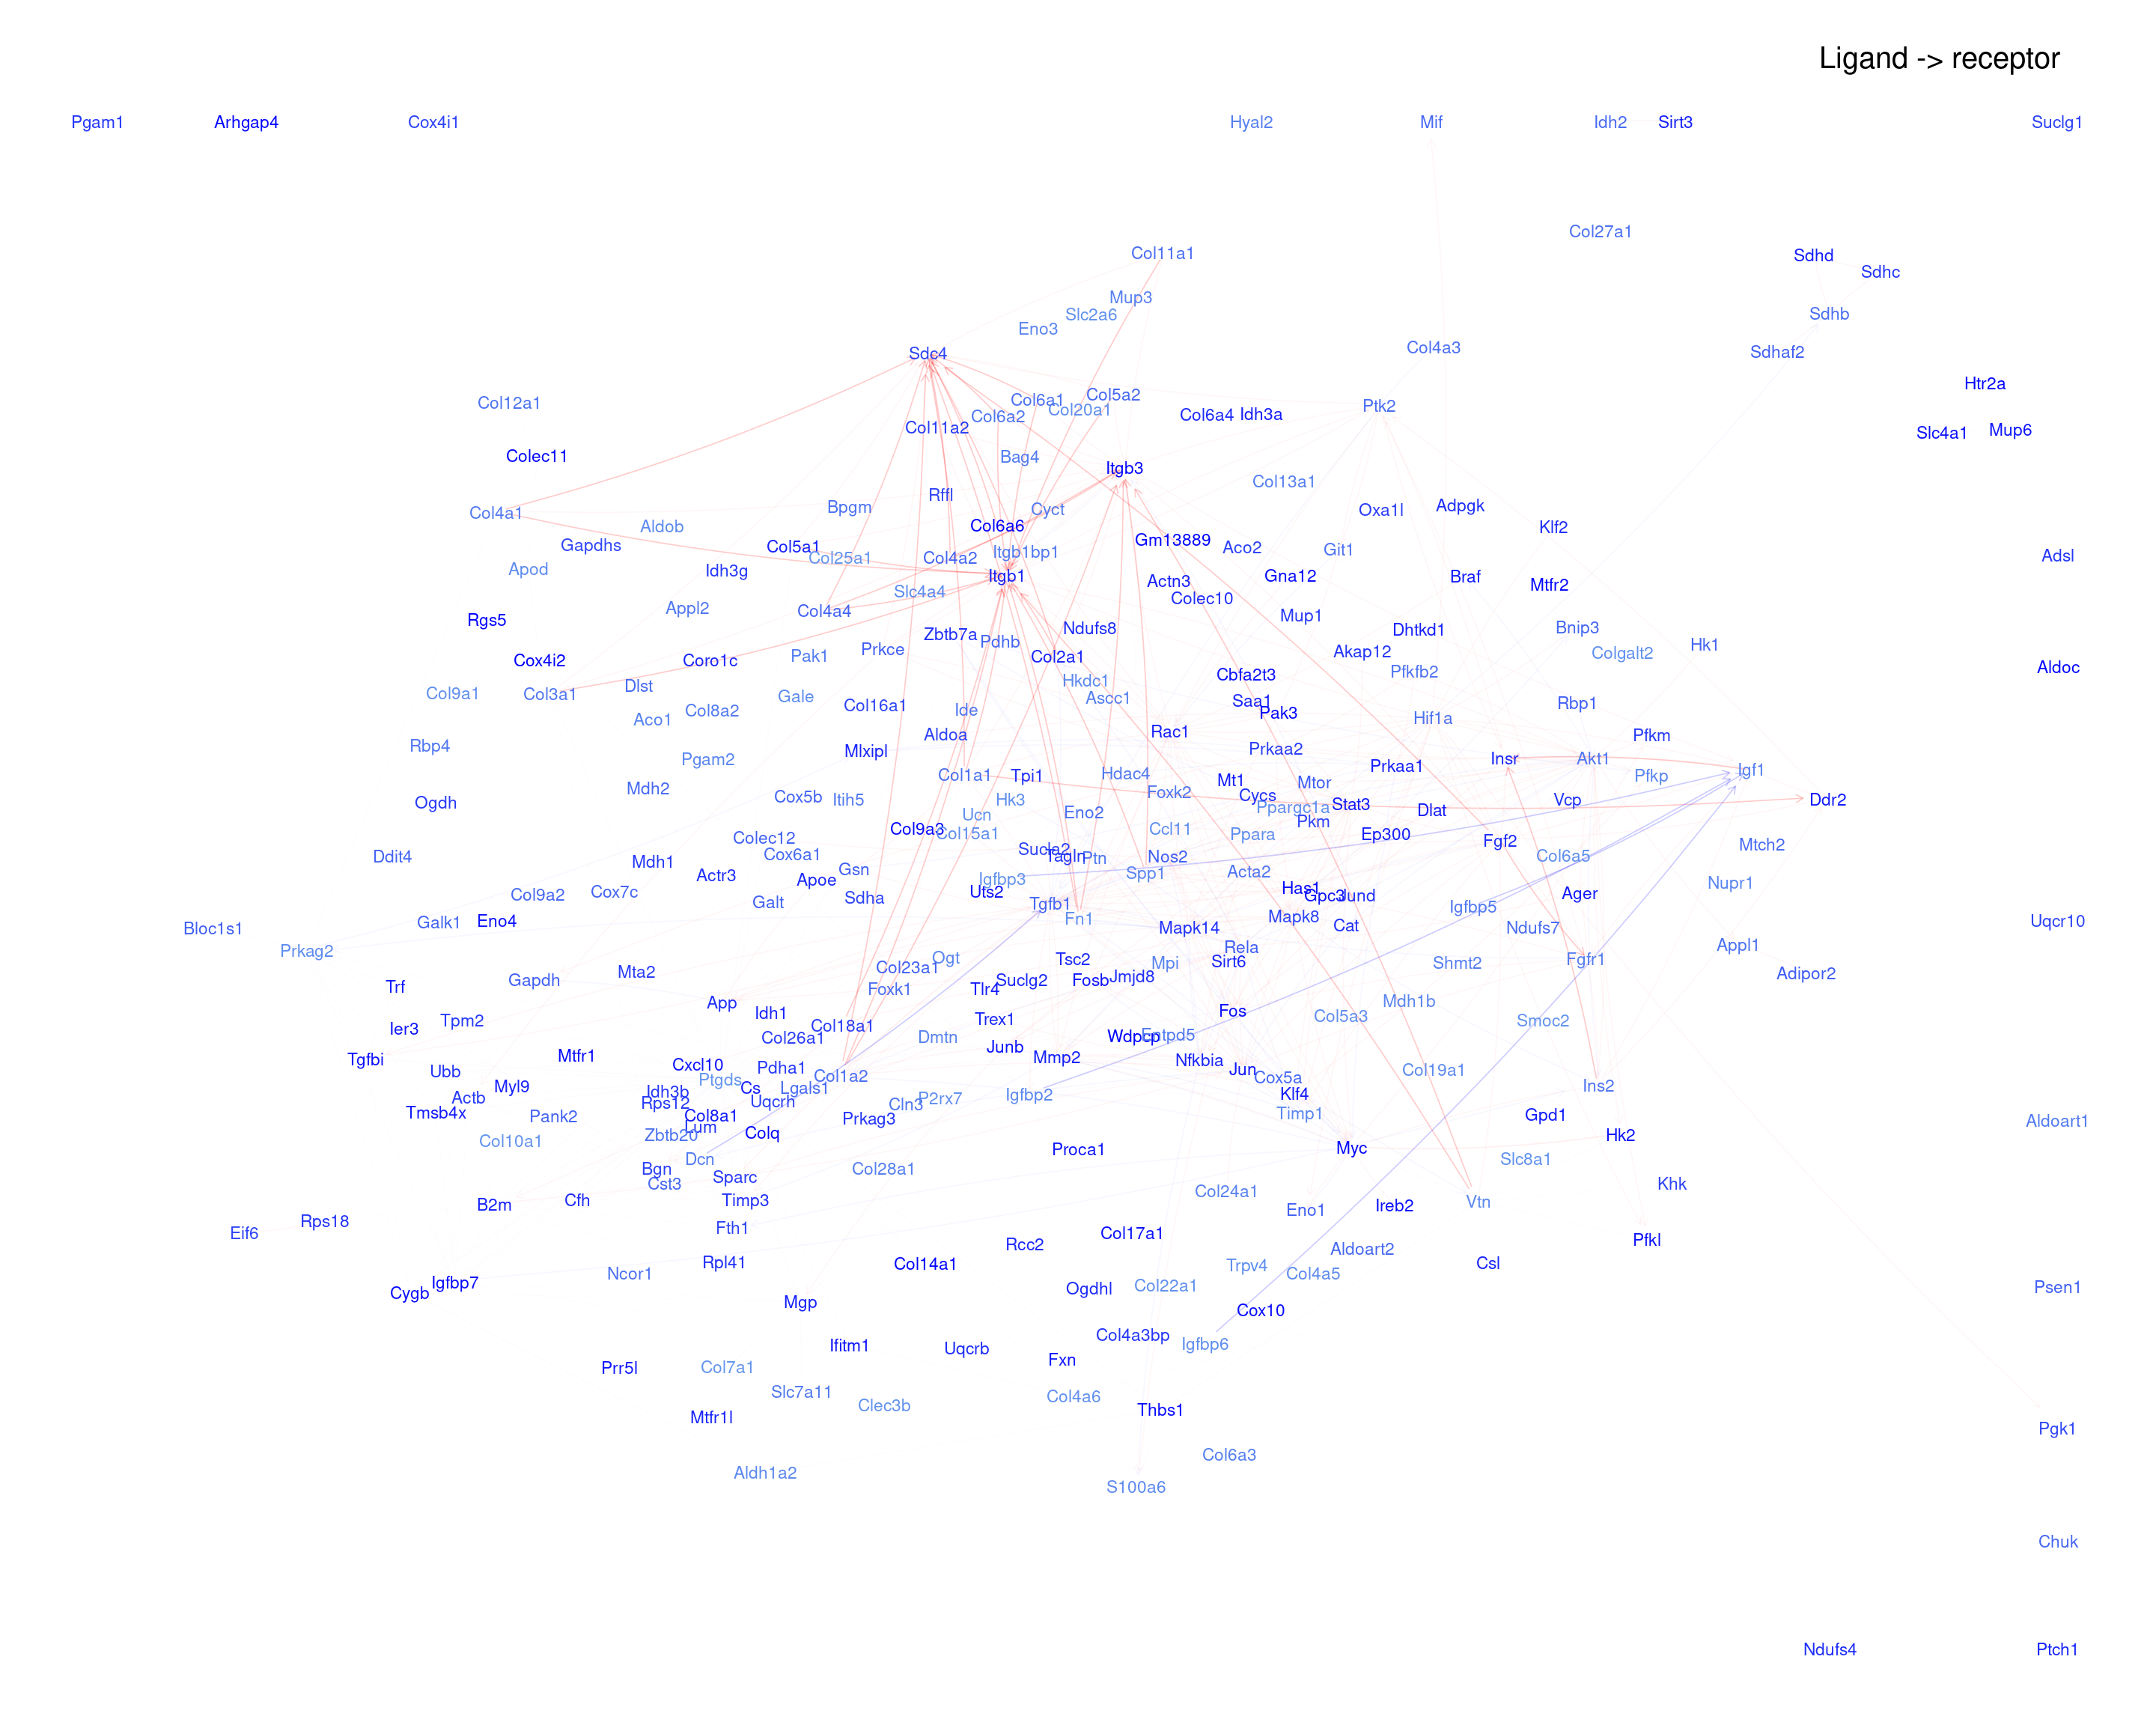 Ligand -> receptor
Pgam1 Arhgap4 Cox4i1 Hyal2 Mif Idh2 Sirt3 Suclg1
Col27a1
Col11a1 Sdhd
Sdhc
Mup3
Slc2a6 Sdhb
Eno3
Sdc4 Col4a3 Sdhaf2
Htr2a
Col12a1 Col6a1 Col5a2 Ptk2
Col6a2 Col20a1 Col6a4 Idh3a
Col11a2 Slc4a1 Mup6
Colec11 Bag4
Itgb3
Col13a1
Rffl
Col4a1 Bpgm Cyct Oxa1l Adpgk
Aldob Col6a6 Klf2
Gapdhs Col5a1 Gm13889 Aco2 Git1
Col25a1 Col4a2 Itgb1bp1 Adsl
Apod Idh3g Itgb1 Actn3 Gna12 Braf Mtfr2
Slc4a4 Colec10
Rgs5 Appl2 Col4a4 Mup1
Zbtb7a Pdhb Ndufs8 Dhtkd1 Bnip3
Cox4i2 Coro1c Pak1 Prkce Col2a1 Akap12 Colgalt2 Hk1
Aldoc
Col9a1 Col3a1 Dlst Gale Hkdc1 Cbfa2t3 Pfkfb2
Aco1 Col8a2 Col16a1 Ide Ascc1 Saa1 Pak3 Hif1a Rbp1
Rbp4 Pgam2 Mlxipl Aldoa Rac1 Prkaa2 Pfkm
Mdh2 Col1a1 Tpi1 Hdac4 Mt1 Mtor Prkaa1 Insr Akt1 Pfkp Igf1
Ogdh Cox5b Itih5 Hk3 Foxk2 Cycs Ppargc1a Stat3 Dlat Vcp Ddr2
Colec12 Col9a3 Ucn Col15a1 Eno2 Ccl11 Ppara Pkm Ep300 Fgf2
Ddit4 Mdh1 Cox6a1 Sucla2 Tagln Ptn Nos2 Col6a5 Mtch2
Actr3 Apoe Gsn Igfbp3 Spp1 Acta2 Nupr1
Col9a2 Cox7c Galt Sdha Uts2 Tgfb1 Has1 Gpc3 Jund Igfbp5 Ager
Bloc1s1 Galk1 Eno4 Fn1 Mapk14 Mapk8 Cat Ndufs7 Uqcr10
Prkag2 Ogt Tsc2 Mpi Rela Sirt6 Shmt2 Fgfr1 Appl1
Trf Gapdh Mta2 Col23a1 Foxk1 Tlr4 Suclg2 Fosb Jmjd8 Adipor2
Ier3 Tpm2 App Idh1 Col18a1 Trex1 Fos Col5a3 Mdh1b Smoc2
Tgfbi Mtfr1 Col26a1 Dmtn Junb Mmp2 Wdpcp Entpd5
Ubb Cxcl10 Pdha1 Col1a2 Nfkbia Jun Cox5a Col19a1
Actb Myl9 Idh3b Ptgds Cs Lgals1 P2rx7 Igfbp2 Klf4 Ins2
Tmsb4x Pank2 Rps12 Col8a1 Uqcrh Prkag3 Cln3 Timp1 Gpd1 Aldoart1
Col10a1 Zbtb20 Lum Colq Proca1 Myc Hk2
Dcn Bgn Col28a1 Slc8a1
Cst3 Sparc Khk
B2m Cfh Timp3 Col24a1 Eno1 Ireb2 Vtn
Eif6 Rps18 Fth1 Rcc2 Col17a1 Pfkl
Ncor1 Rpl41 Col14a1 Trpv4 Col4a5 Aldoart2 Csl
Cygb Igfbp7 Mgp Ogdhl Col22a1 Cox10 Psen1
Ifitm1 Uqcrb Col4a3bp Igfbp6
Prr5l Col7a1 Fxn
Slc7a11 Clec3b Col4a6
Mtfr1l Thbs1 Pgk1
Col6a3
Aldh1a2 S100a6
Chuk
Ndufs4 Ptch1